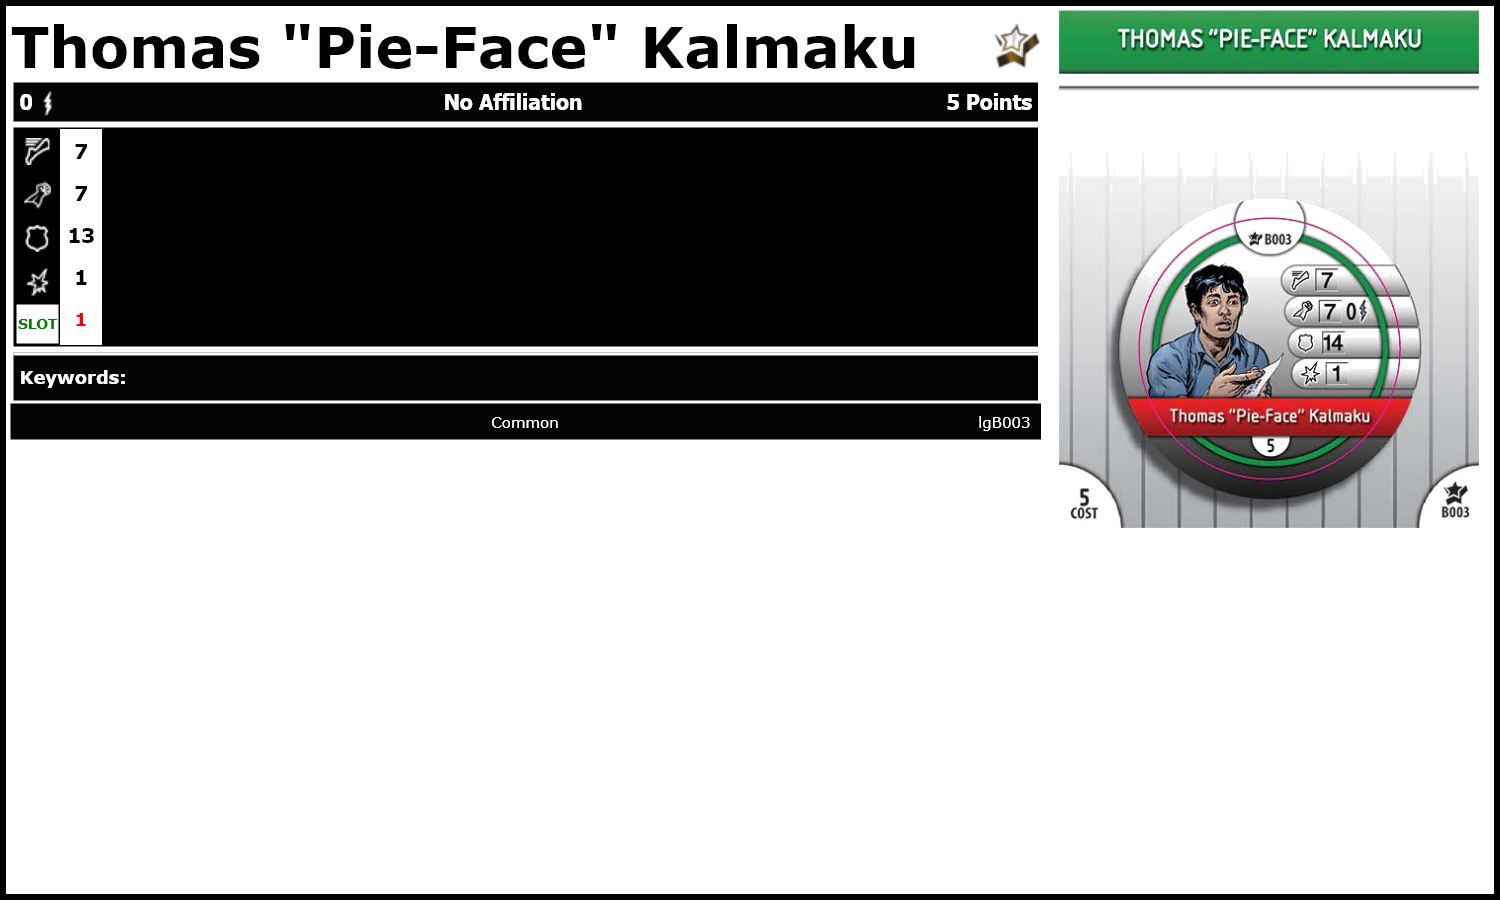 Thomas "Pie-Face" Kalmaku
0 No Affiliation 5 Points
7
7
13
1
SLOT 1
Keywords:
Common lgB003
THOMAS "PIE-FACE" KALMAKU
B003
7
7 0
14
1
Thomas "Pie-Face" Kalmaku
5
5
COST
B003